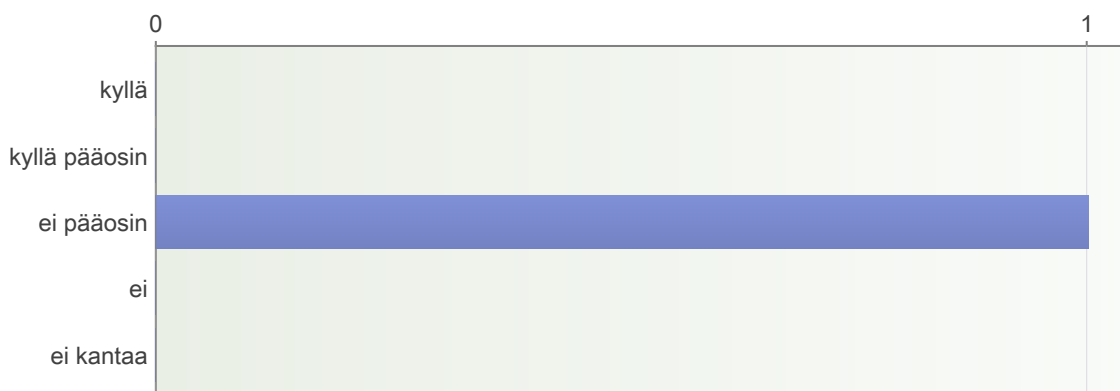 0 1
kyllä
kyllä pääosin
ei pääosin
ei
ei kantaa